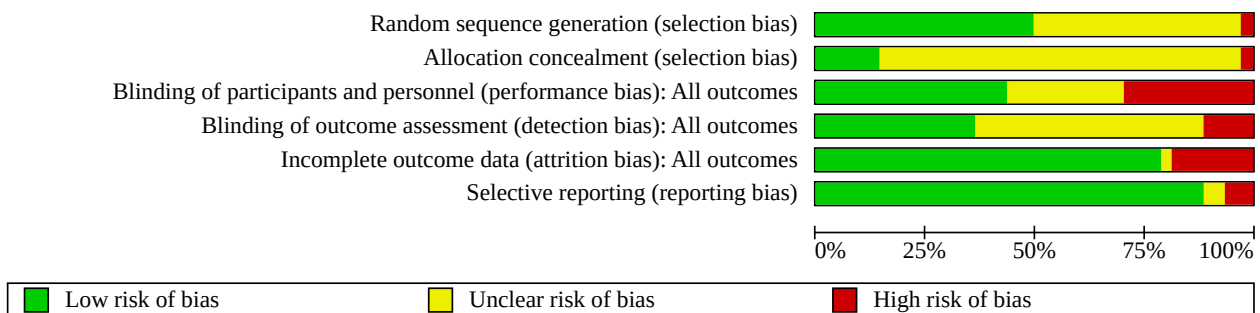 Random sequence generation (selection bias)
Allocation concealment (selection bias)
Blinding of participants and personnel (performance bias): All outcomes
Blinding of outcome assessment (detection bias): All outcomes
Incomplete outcome data (attrition bias): All outcomes
Selective reporting (reporting bias)
0% 25% 50% 75% 100%
Low risk of bias Unclear risk of bias High risk of bias